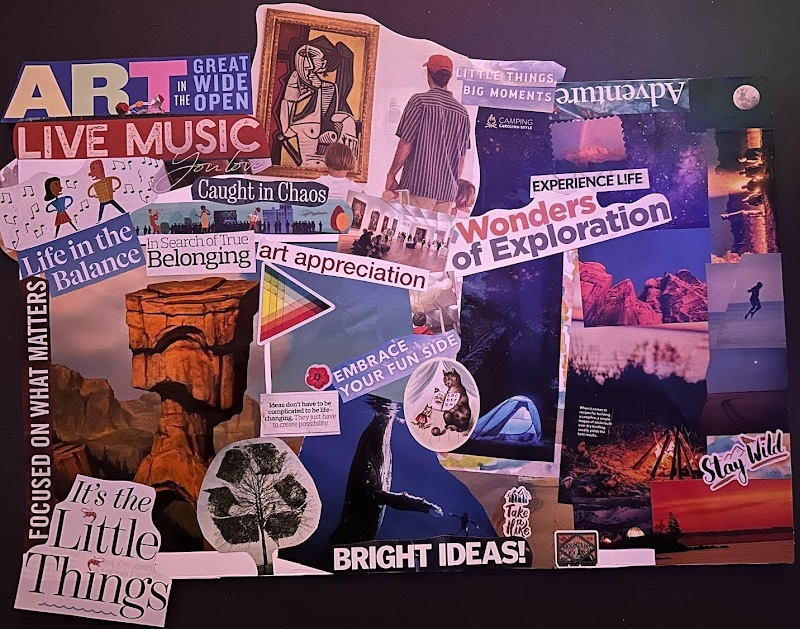 ART
IN THE
GREAT
WIDE
OPEN
LIVE MUSIC
You love
LITTLE THINGS
BIG MOMENTS
Adventure
CAMPING
CAROLINA-STYLE
Caught in Chaos
EXPERIENCE L!FE
Wonders
of Exploration
Life in the
Balance
In Search of True
Belonging
art appreciation
FOCUSED ON WHAT MATTERS
EMBRACE
YOUR FUN SIDE
Ideas don't have to be
complicated to be life-
changing. They just have
to create possibility.
Stay Wild
It's the
Little
Things
Take
a
Hike
BRIGHT IDEAS!